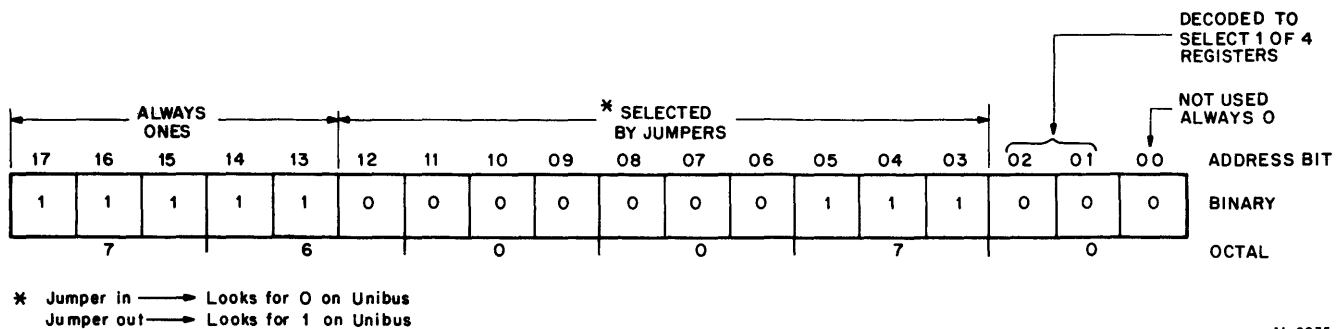 DECODED TO
SELECT 1 OF 4
REGISTERS
ALWAYS
ONES
* SELECTED
BY JUMPERS
NOT USED
ALWAYS 0
17 16 15 14 13 12 11 10 09 08 07 06 05 04 03 02 01 00 ADDRESS BIT
1 1 1 1 1 0 0 0 0 0 0 0 1 1 1 0 0 0 BINARY
7 6 0 0 7 0 OCTAL
* Jumper in → Looks for 0 on Unibus
Jumper out → Looks for 1 on Unibus